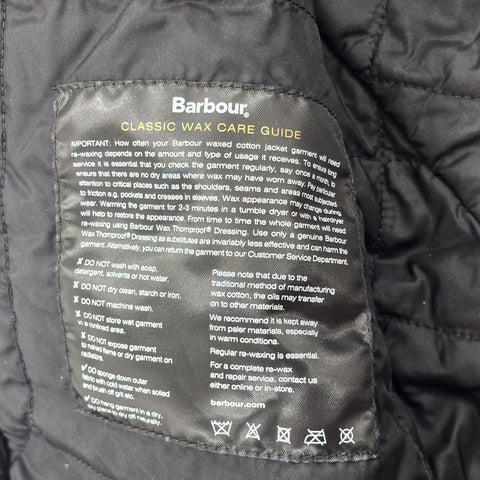 Barbour®
CLASSIC WAX CARE GUIDE
IMPORTANT: How often your Barbour waxed cotton jacket garment will need
re-waxing depends on the amount and type of usage it receives. To ensure long
service it is essential that you check the garment regularly, say once a month, to
ensure that there are no dry areas where wax may have worn away. Pay particular
attention to critical places such as the shoulders, seams and areas most subjected
to friction e.g. pockets and creases in sleeves. Wax appearance may change during
wear. Warming the garment for 2-3 minutes in a tumble dryer or with a hairdryer
will help to restore the appearance. From time to time the whole garment will need
re-waxing using Barbour Wax Thornproof® Dressing. Use only a genuine Barbour
Wax Thornproof® Dressing as substitutes are invariably less effective and can harm the
garment. Alternatively, you can return the garment to our Customer Service Department.
✗ DO NOT wash with soap,
detergent, solvents or hot water.
✗ DO NOT dry clean, starch or iron.
✗ DO NOT machine wash.
✗ DO NOT store wet garment
in a confined area.
✗ DO NOT expose garment
to naked flame or dry garment on
radiators.
✓ DO sponge down outer
fabric with cold water when soiled
and brush off grit etc.
✓ DO hang garment in a dry,
airy place to dry off naturally.
Please note that due to the
traditional method of manufacturing
wax cotton, the oils may transfer
on to other materials.
We recommend it is kept away
from paler materials, especially
in warm conditions.
Regular re-waxing is essential.
For a complete re-wax
and repair service, contact us
either online or in-store.
barbour.com